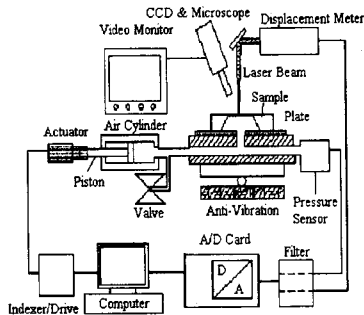 CCD & Microscope
Displacement Meter
Video Monitor
Laser Beam
Sample
Actuator
Air Cylinder
Plate
Piston
Valve
Anti-Vibration
Pressure
Sensor
A/D Card
Filter
D
A
Indexer/Drive
Computer